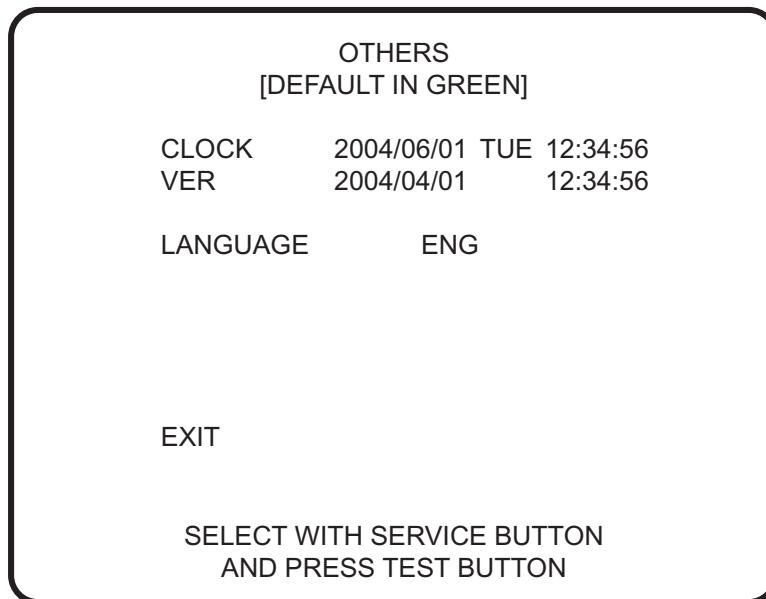 OTHERS
[DEFAULT IN GREEN]
CLOCK 2004/06/01 TUE 12:34:56
VER 2004/04/01 12:34:56
LANGUAGE ENG
EXIT
SELECT WITH SERVICE BUTTON
AND PRESS TEST BUTTON